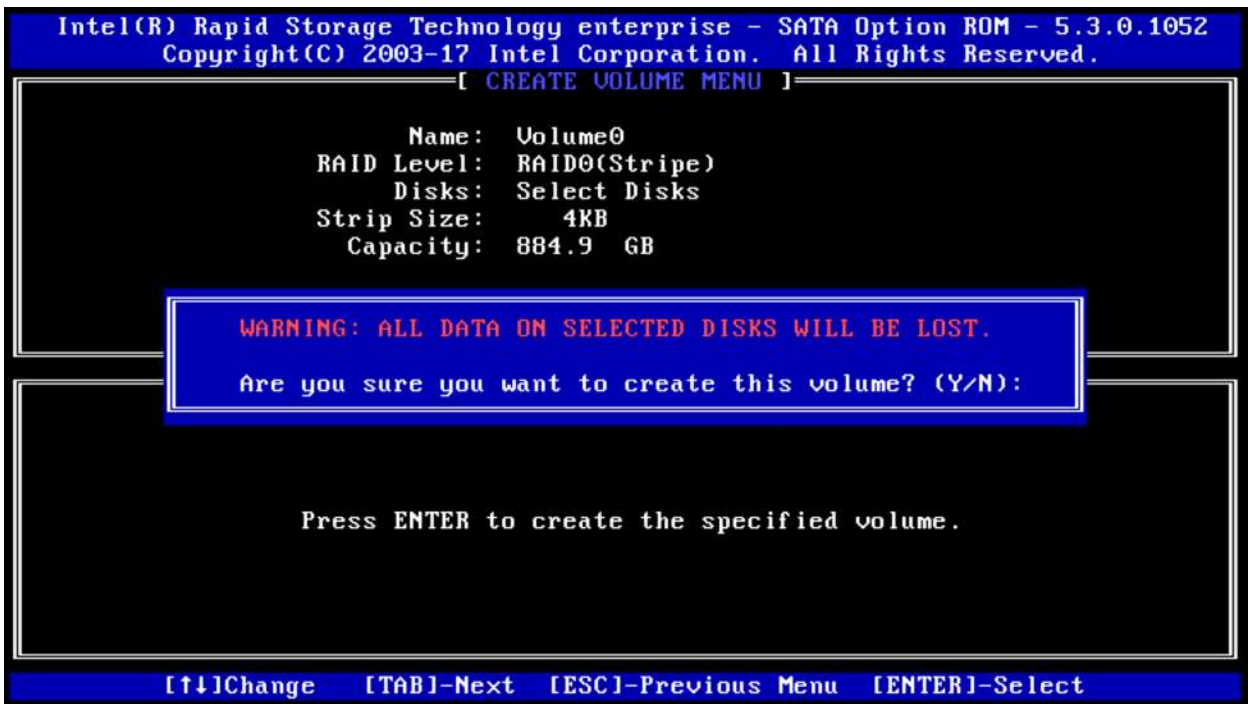 Intel(R) Rapid Storage Technology enterprise - SATA Option ROM - 5.3.0.1052
Copyright(C) 2003-17 Intel Corporation.  All Rights Reserved.
[ CREATE VOLUME MENU ]
Name: Volume0
RAID Level: RAID0(Stripe)
Disks: Select Disks
Strip Size: 4KB
Capacity: 884.9 GB
WARNING: ALL DATA ON SELECTED DISKS WILL BE LOST.
Are you sure you want to create this volume? (Y/N):
Press ENTER to create the specified volume.
[↑↓]Change [TAB]-Next [ESC]-Previous Menu [ENTER]-Select